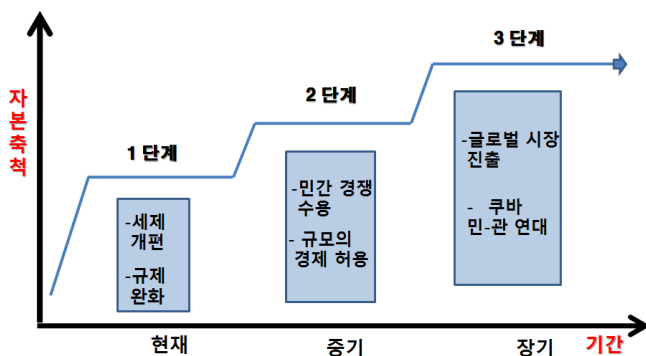 3 단계
2 단계
1 단계
자본축척
-글로벌 시장
진출
- 쿠바
민-관 연대
-민간 경쟁
수용
- 규모의
경제 허용
-세제
개편
-규제
완화
현재
중기
장기
기간